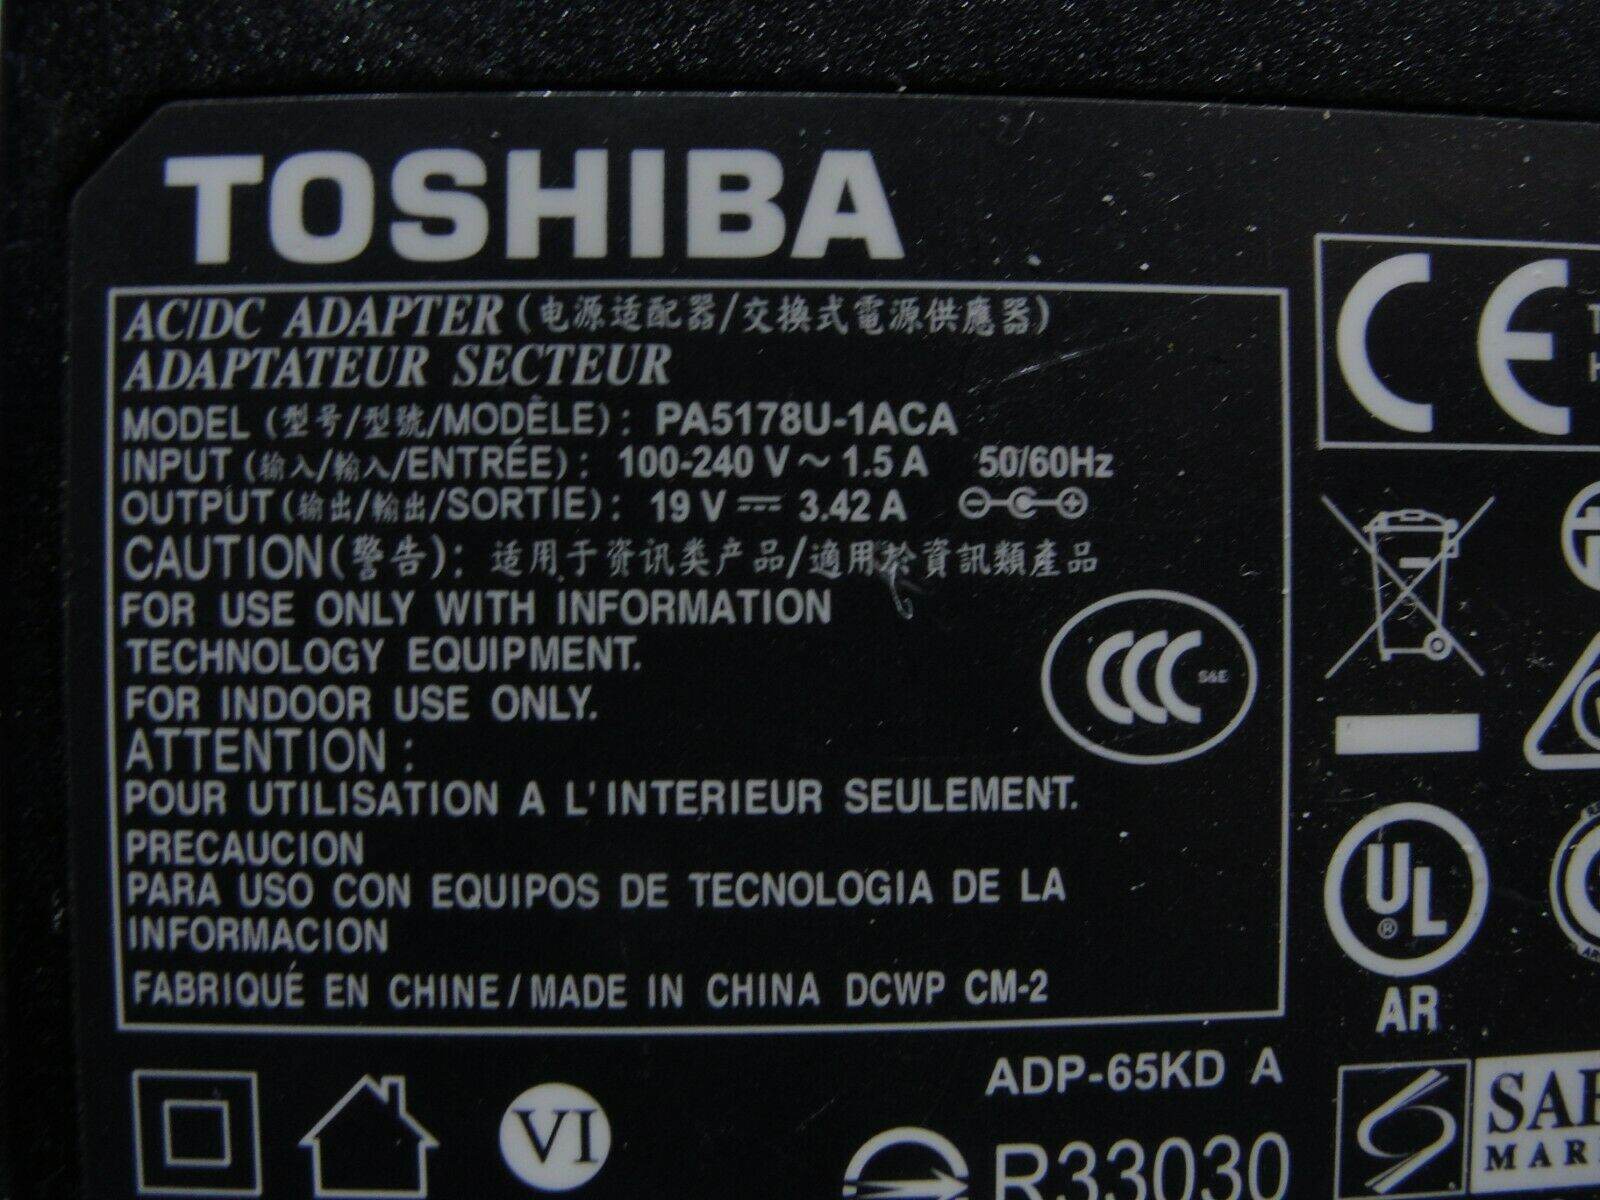 TOSHIBA
AC/DC ADAPTER (电源适配器/交換式電源供應器)
ADAPTATEUR SECTEUR
MODEL (型号/型號/MODÈLE): PA5178U-1ACA
INPUT (输入/輸入/ENTRÉE): 100-240 V ~ 1.5 A 50/60Hz
OUTPUT (输出/輸出/SORTIE): 19 V ⎓ 3.42 A
CAUTION(警告): 适用于资讯类产品/適用於資訊類產品
FOR USE ONLY WITH INFORMATION
TECHNOLOGY EQUIPMENT.
FOR INDOOR USE ONLY.
S&E
ATTENTION :
POUR UTILISATION A L'INTERIEUR SEULEMENT.
PRECAUCION
PARA USO CON EQUIPOS DE TECNOLOGIA DE LA
INFORMACION
FABRIQUÉ EN CHINE/MADE IN CHINA DCWP CM-2
ADP-65KD A
VI
R33030
CE
CCC
UL
®
AR